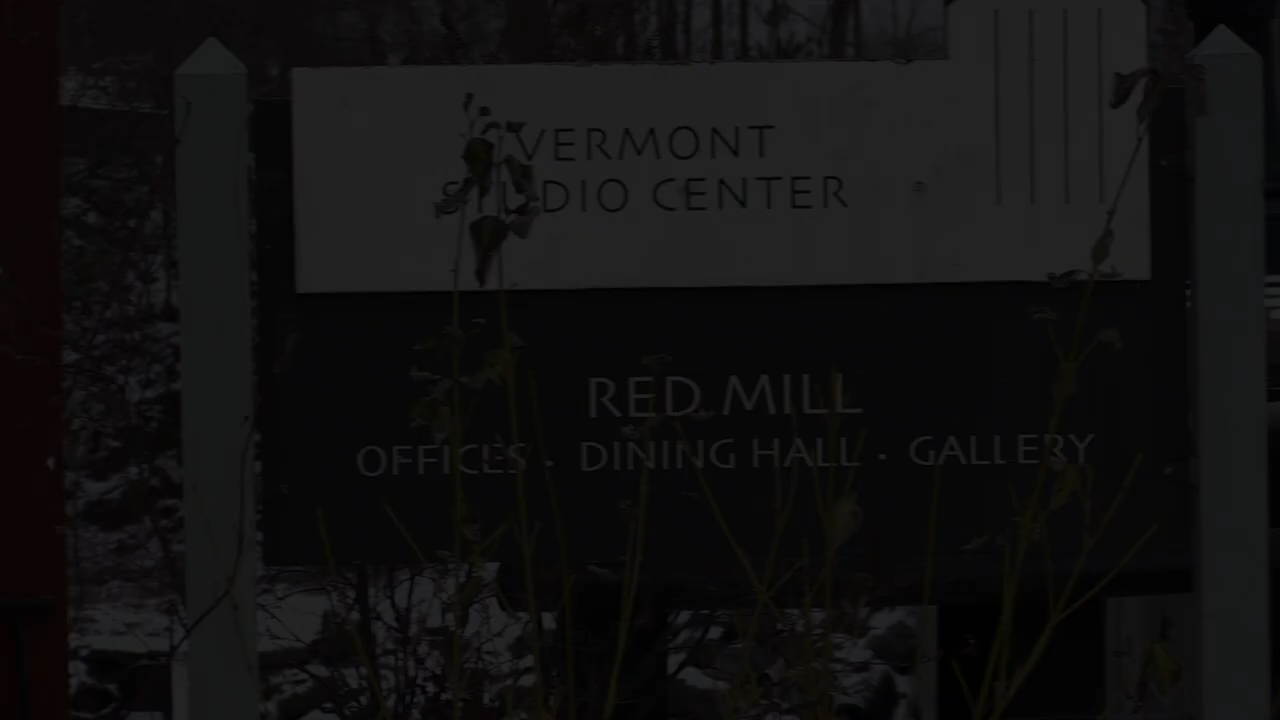 VERMONT
STUDIO CENTER
RED MILL
OFFICES · DINING HALL · GALLERY